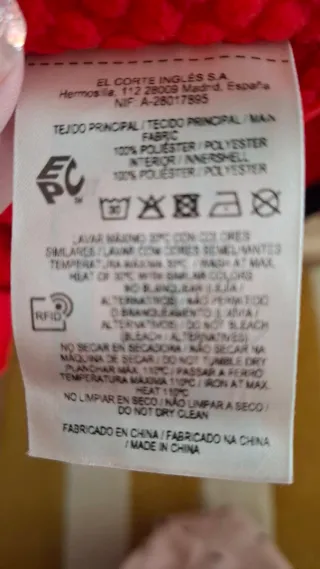 EL CORTE INGLÉS S.A.
Hermosilla, 112 28009 Madrid, España
NIF: A-28017895
TEJIDO PRINCIPAL / TECIDO PRINCIPAL / MAIN
FABRIC
100% POLIÉSTER / POLYESTER
INTERIOR / INNERSHELL
100% POLIÉSTER / POLYESTER
EPC
30
LAVAR MÁXIMO 30ºC CON COLORES
SIMILARES / LAVAR COM CORES SEMELHANTES
TEMPERATURA MÁXIMA 30ºC / WASH AT MAX.
HEAT OF 30ºC WITH SIMILAR COLORS
NO BLANQUEAR (LEJÍA /
ALTERNATIVOS) / NÃO PERMITIDO
O BRANQUEAMENTO (LIXÍVIA /
ALTERNATIVOS) / DO NOT BLEACH
(BLEACH / ALTERNATIVES)
RFID
NO SECAR EN SECADORA / NÃO SECAR NA
MÁQUINA DE SECAR / DO NOT TUMBLE DRY
PLANCHAR MÁX. 110ºC / PASSAR A FERRO
TEMPERATURA MÁXIMA 110ºC / IRON AT MAX.
HEAT 110ºC
NO LIMPIAR EN SECO / NÃO LIMPAR A SECO /
DO NOT DRY CLEAN
FABRICADO EN CHINA / FABRICADO NA CHINA
/ MADE IN CHINA